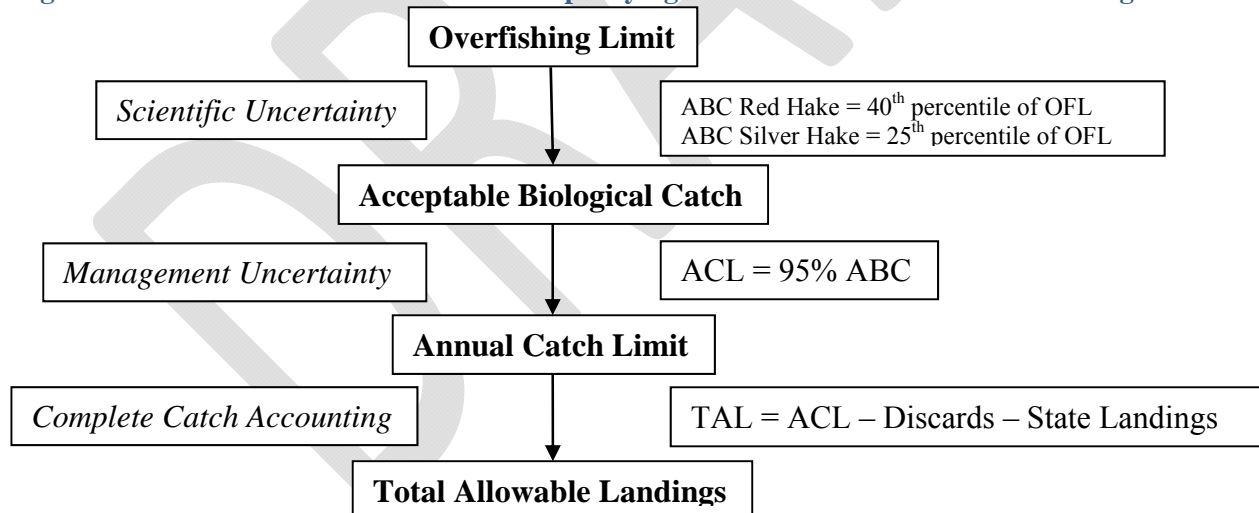 Overfishing Limit
Scientific Uncertainty
ABC Red Hake = 40th percentile of OFL
ABC Silver Hake = 25th percentile of OFL
Acceptable Biological Catch
Management Uncertainty
ACL = 95% ABC
Annual Catch Limit
Complete Catch Accounting
TAL = ACL – Discards – State Landings
Total Allowable Landings